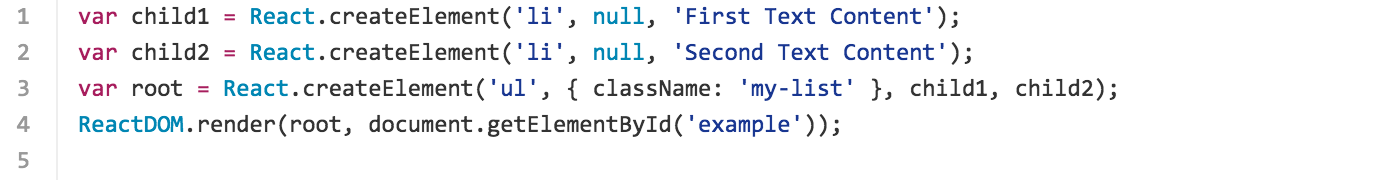 1 var child1 = React.createElement('li', null, 'First Text Content');
2 var child2 = React.createElement('li', null, 'Second Text Content');
3 var root = React.createElement('ul', { className: 'my-list' }, child1, child2);
4 ReactDOM.render(root, document.getElementById('example'));
5